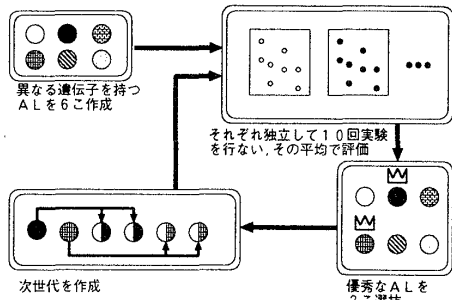 異なる遺伝子を持つ
ALを6こ作成
それぞれ独立して10回実験
を行ない,その平均で評価
次世代を作成
優秀なALを